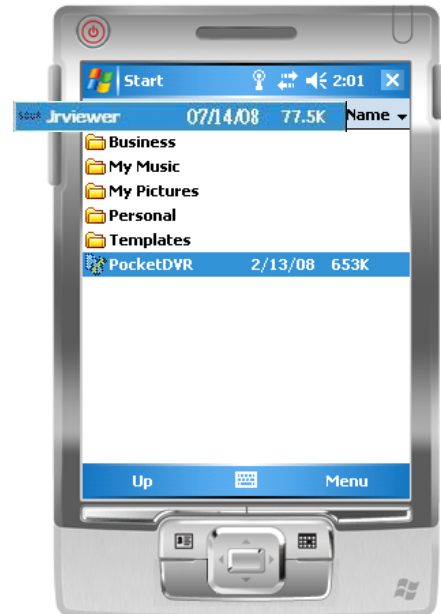 Start 2:01
Jrviewer 07/14/08 77.5K Name
Business
My Music
My Pictures
Personal
Templates
PocketDVR 2/13/08 653K
Up Menu